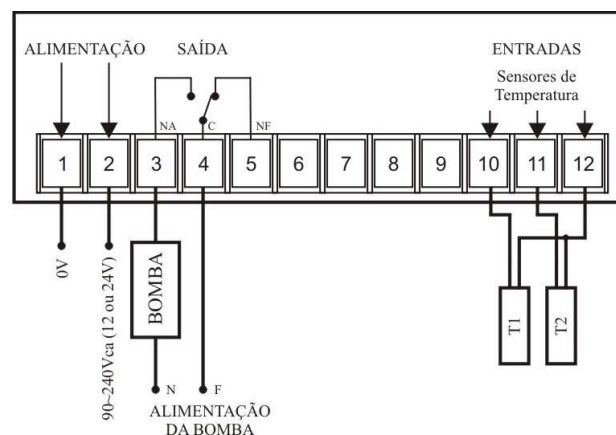 ALIMENTAÇÃO
SAÍDA
ENTRADAS
Sensores de
Temperatura
NA
C
NF
1 2 3 4 5 6 7 8 9 10 11 12
0V
90~240Vca (12 ou 24V)
BOMBA
T1
T2
N
F
ALIMENTAÇÃO
DA BOMBA